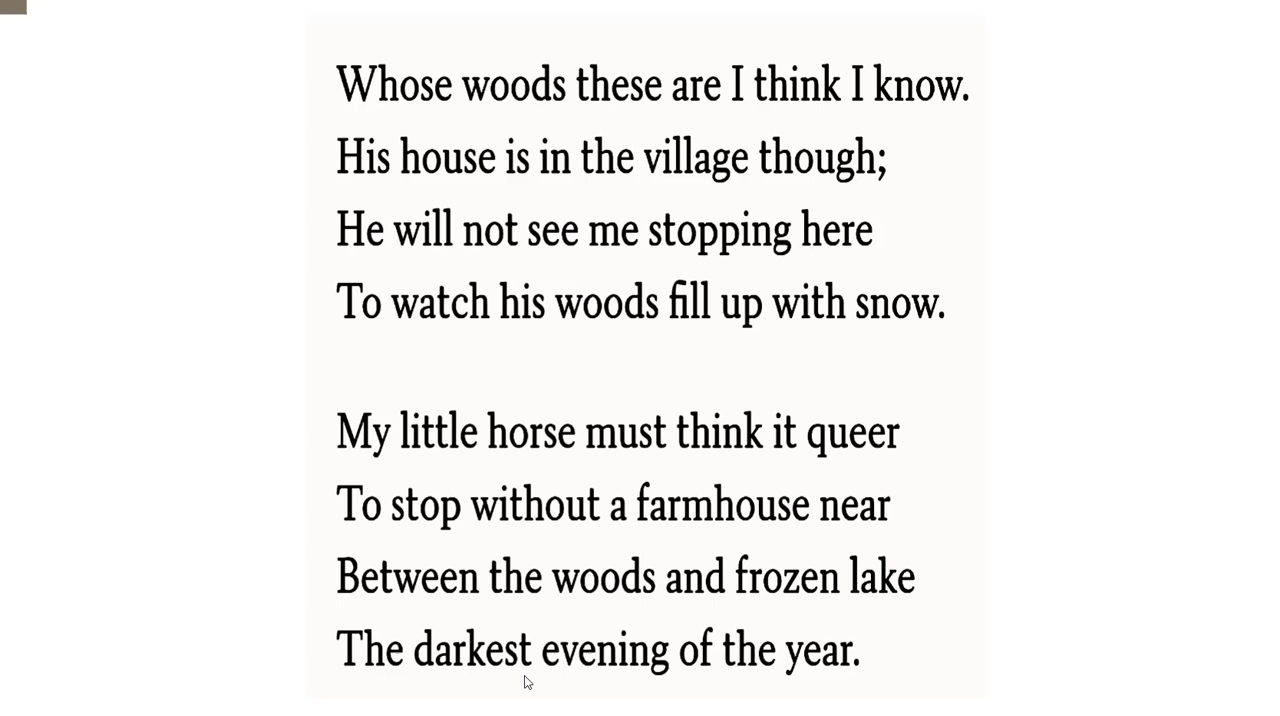 Whose woods these are I think I know.
His house is in the village though;
He will not see me stopping here
To watch his woods fill up with snow.
My little horse must think it queer
To stop without a farmhouse near
Between the woods and frozen lake
The darkest evening of the year.